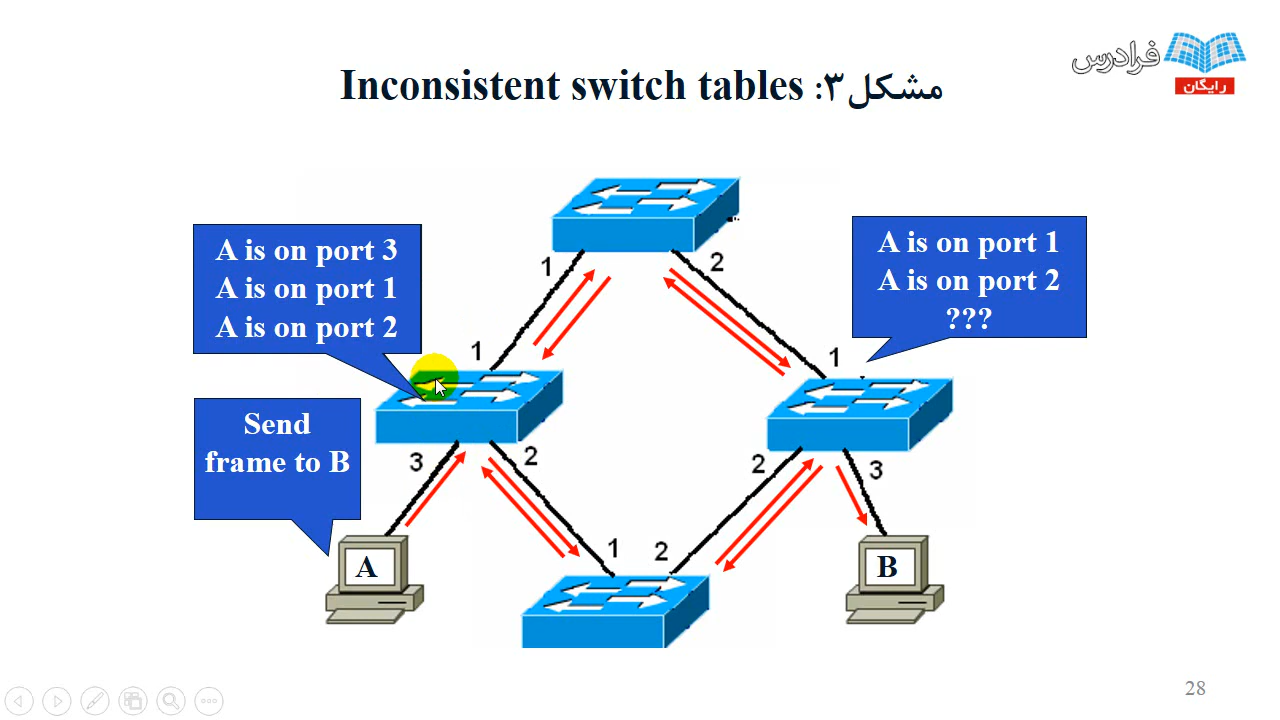 فرادرس
رایگان
مشکل۳: Inconsistent switch tables
A is on port 3
A is on port 1
A is on port 2
A is on port 1
A is on port 2
???
1
2
1
1
Send
frame to B
3
2
2
3
1
2
A
B
28